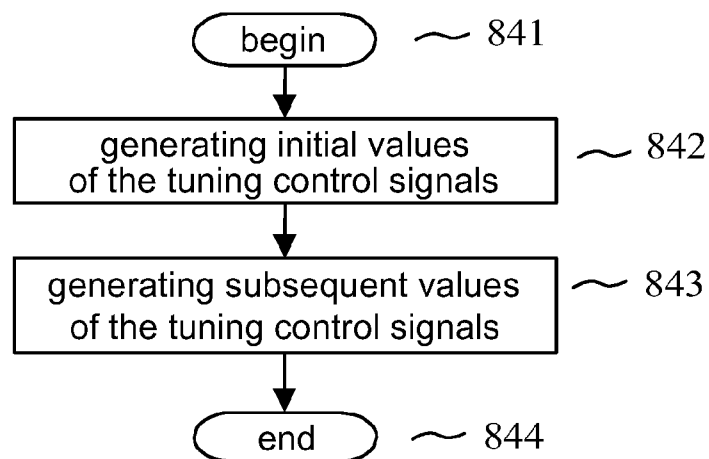 begin 841
generating initial values
of the tuning control signals 842
generating subsequent values 843
of the tuning control signals
end 844